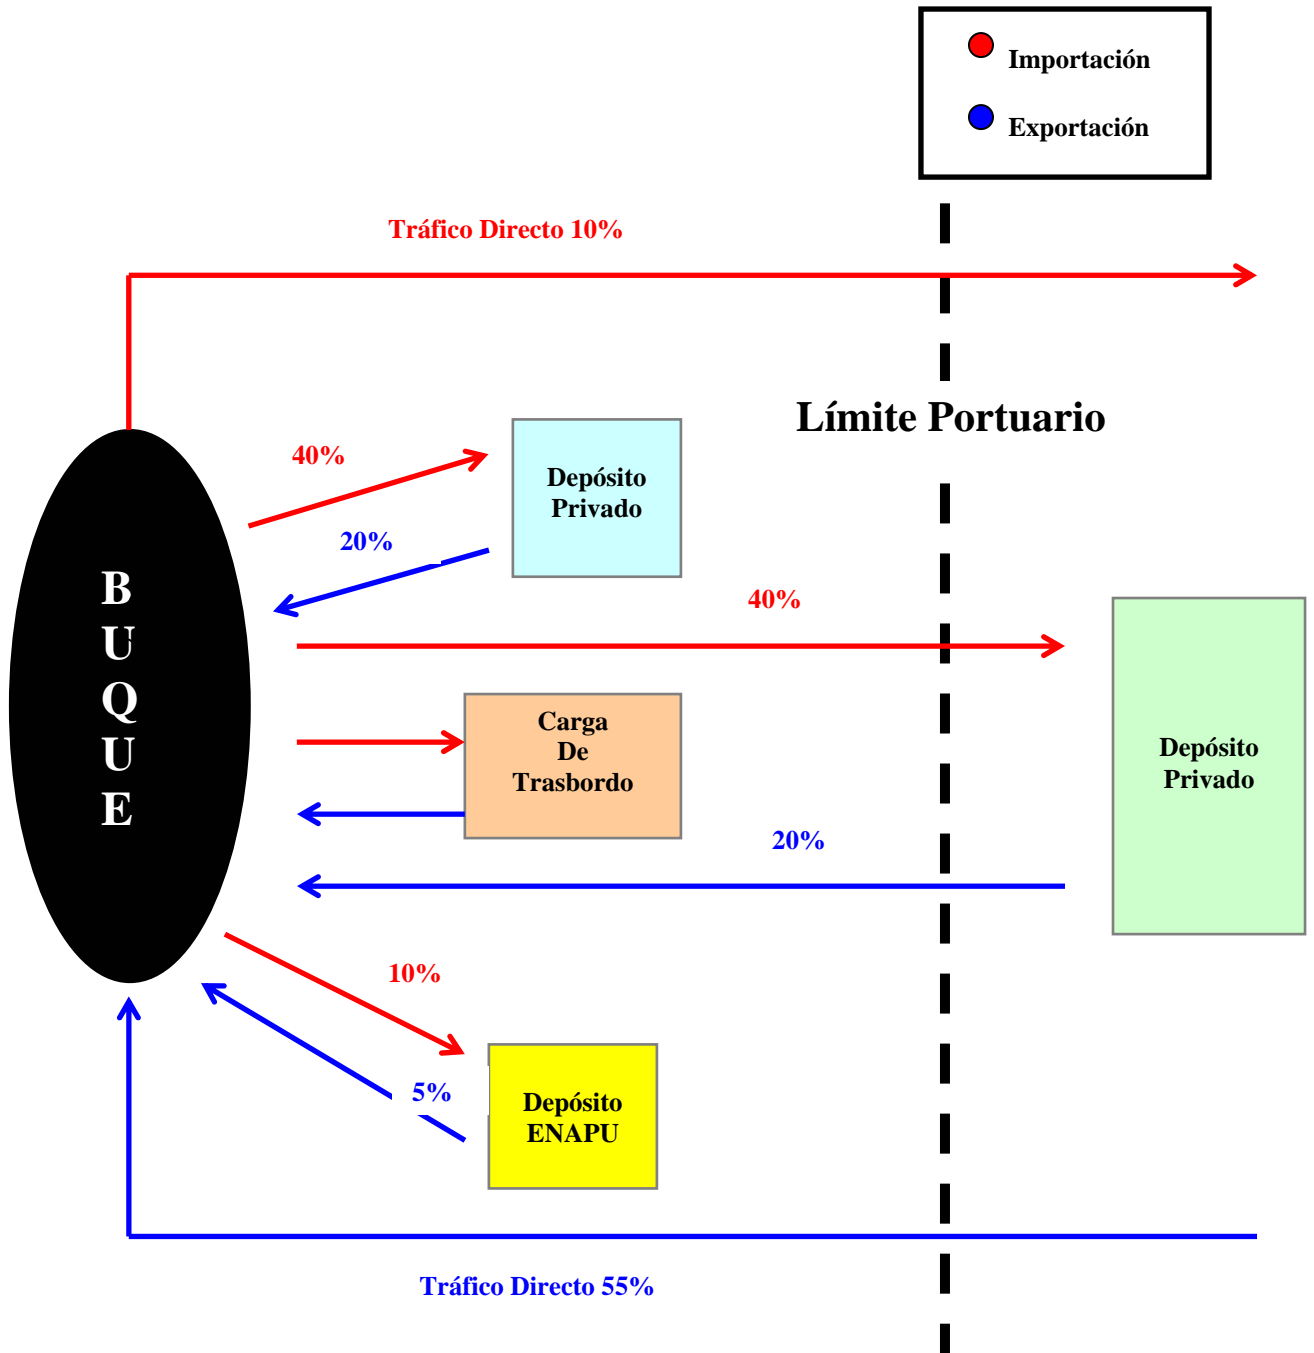 Importación
Exportación
Tráfico Directo 10%
Límite Portuario
40%
Depósito
Privado
20%
40%
B
U
Q
U
E
Carga
De
Trasbordo
Depósito
Privado
20%
10%
5%
Depósito
ENAPU
Tráfico Directo 55%